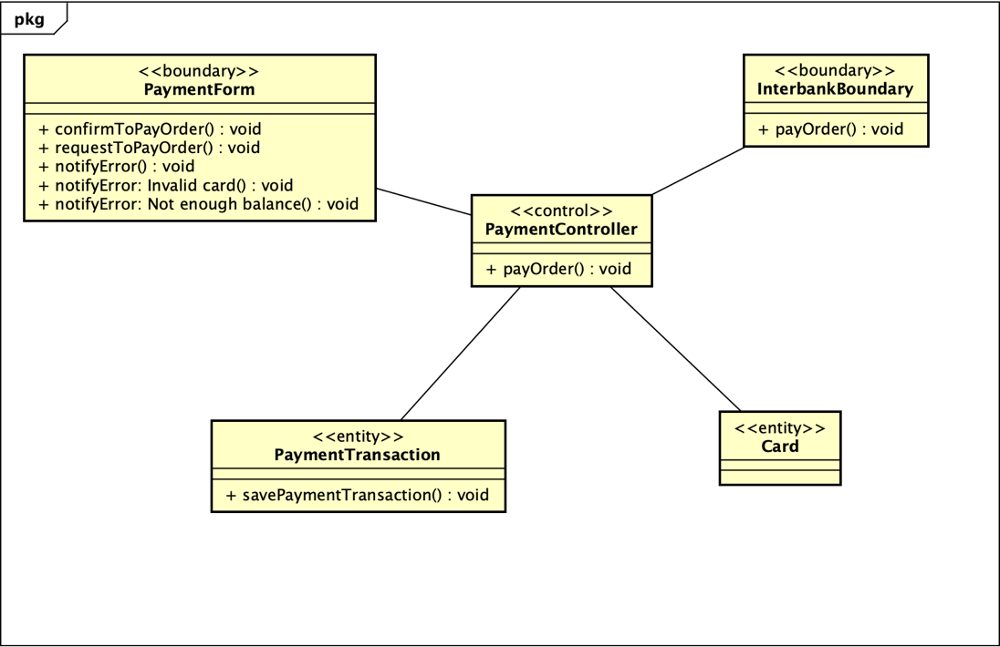 pkg
<<boundary>>
PaymentForm
+ confirmToPayOrder() : void
+ requestToPayOrder() : void
+ notifyError() : void
+ notifyError: Invalid card() : void
+ notifyError: Not enough balance() : void
<<boundary>>
InterbankBoundary
+ payOrder() : void
<<control>>
PaymentController
+ payOrder() : void
<<entity>>
PaymentTransaction
+ savePaymentTransaction() : void
<<entity>>
Card